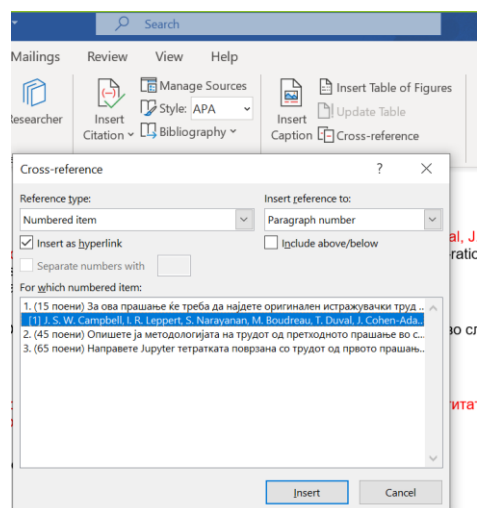 Search
Mailings Review View Help
Researcher
Insert
Citation
Manage Sources
Style: APA
Bibliography
Insert
Caption
Insert Table of Figures
Update Table
Cross-reference
Cross-reference ?
Reference type:
Numbered item
Insert reference to:
Paragraph number
Insert as hyperlink
Include above/below
Separate numbers with
For which numbered item:
1. (15 поени) За ова прашање ќе треба да најдете оригинален истражувачки труд ..
[1] J. S. W. Campbell, I. R. Leppert, S. Narayanan, M. Boudreau, T. Duval, J. Cohen-Ada..
2. (45 поени) Опишете ја методологијата на трудот од претходното прашање во с...
3. (65 поени) Направете Jupyter тетратката поврзана со трудот од првото прашањ...
Insert
Cancel
al, J.